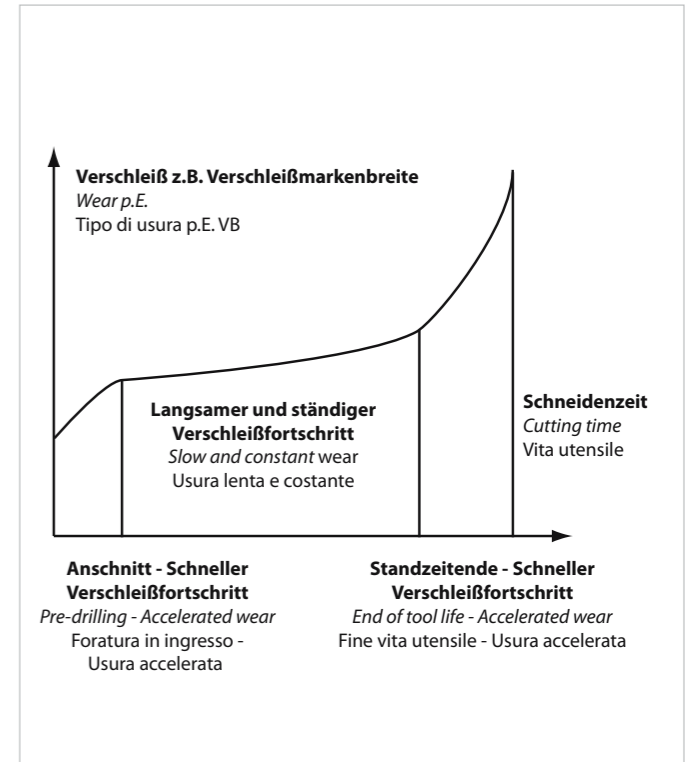 Verschleiß z.B. Verschleißmarkenbreite
Wear p.E.
Tipo di usura p.E. VB
Langsamer und ständiger
Verschleißfortschritt
Slow and constant wear
Usura lenta e costante
Schneidenzeit
Cutting time
Vita utensile
Anschnitt - Schneller
Verschleißfortschritt
Pre-drilling - Accelerated wear
Foratura in ingresso -
Usura accelerata
Standzeitende - Schneller
Verschleißfortschritt
End of tool life - Accelerated wear
Fine vita utensile - Usura accelerata